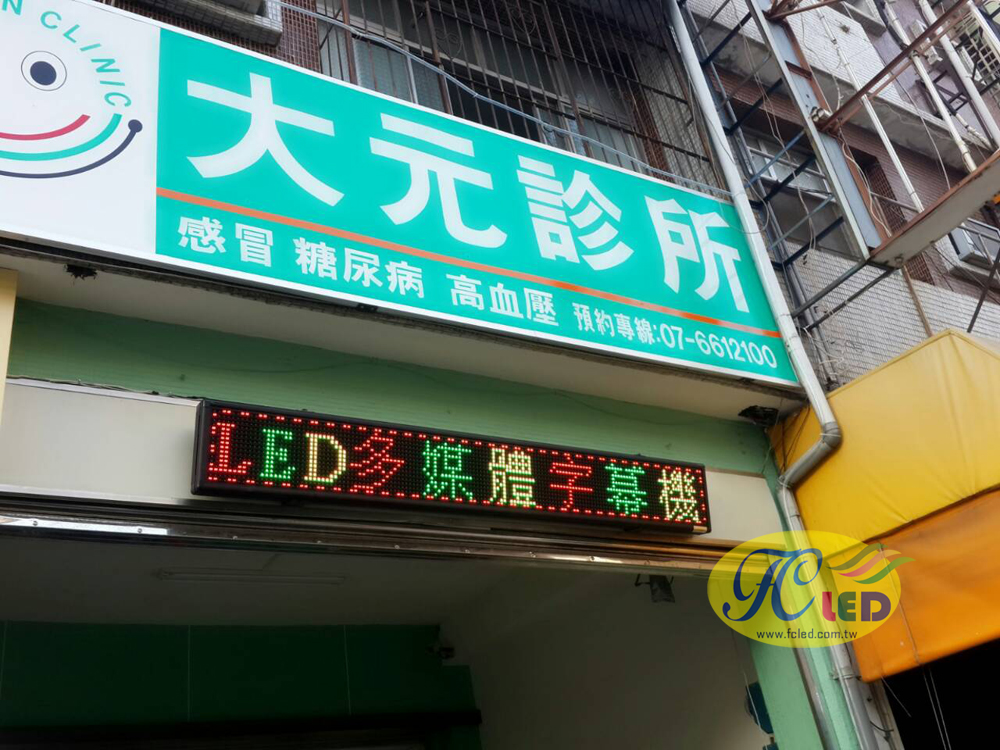 N CLINIC
大元診所
感冒 糖尿病 高血壓 預約專線:07-6612100
LED多媒體字幕機
FC LED
www.fcled.com.tw